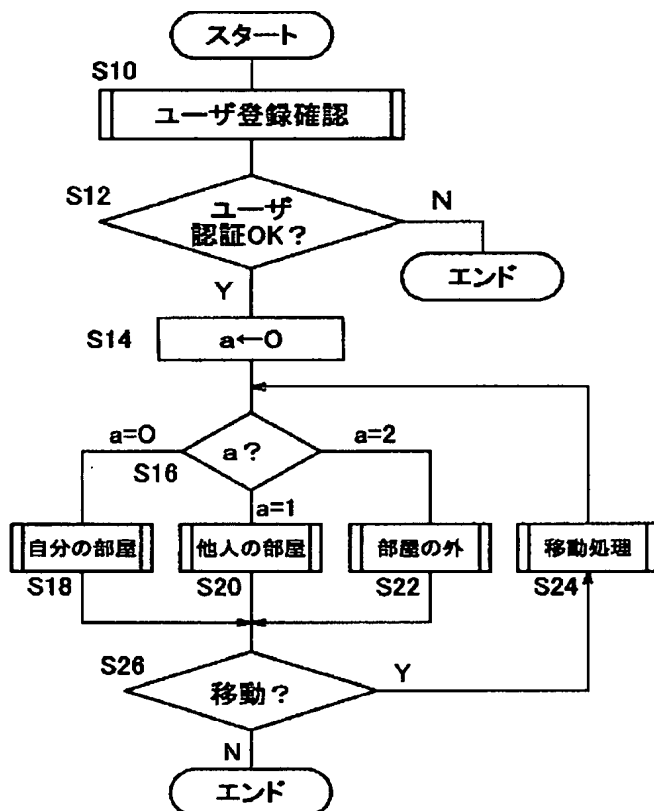 スタート
S10
ユーザ登録確認
S12
ユーザ
認証OK?
N
エンド
Y
S14
a←0
a=0
a?
a=2
S16
a=1
自分の部屋
他人の部屋
部屋の外
移動処理
S18
S20
S22
S24
S26
移動?
Y
N
エンド